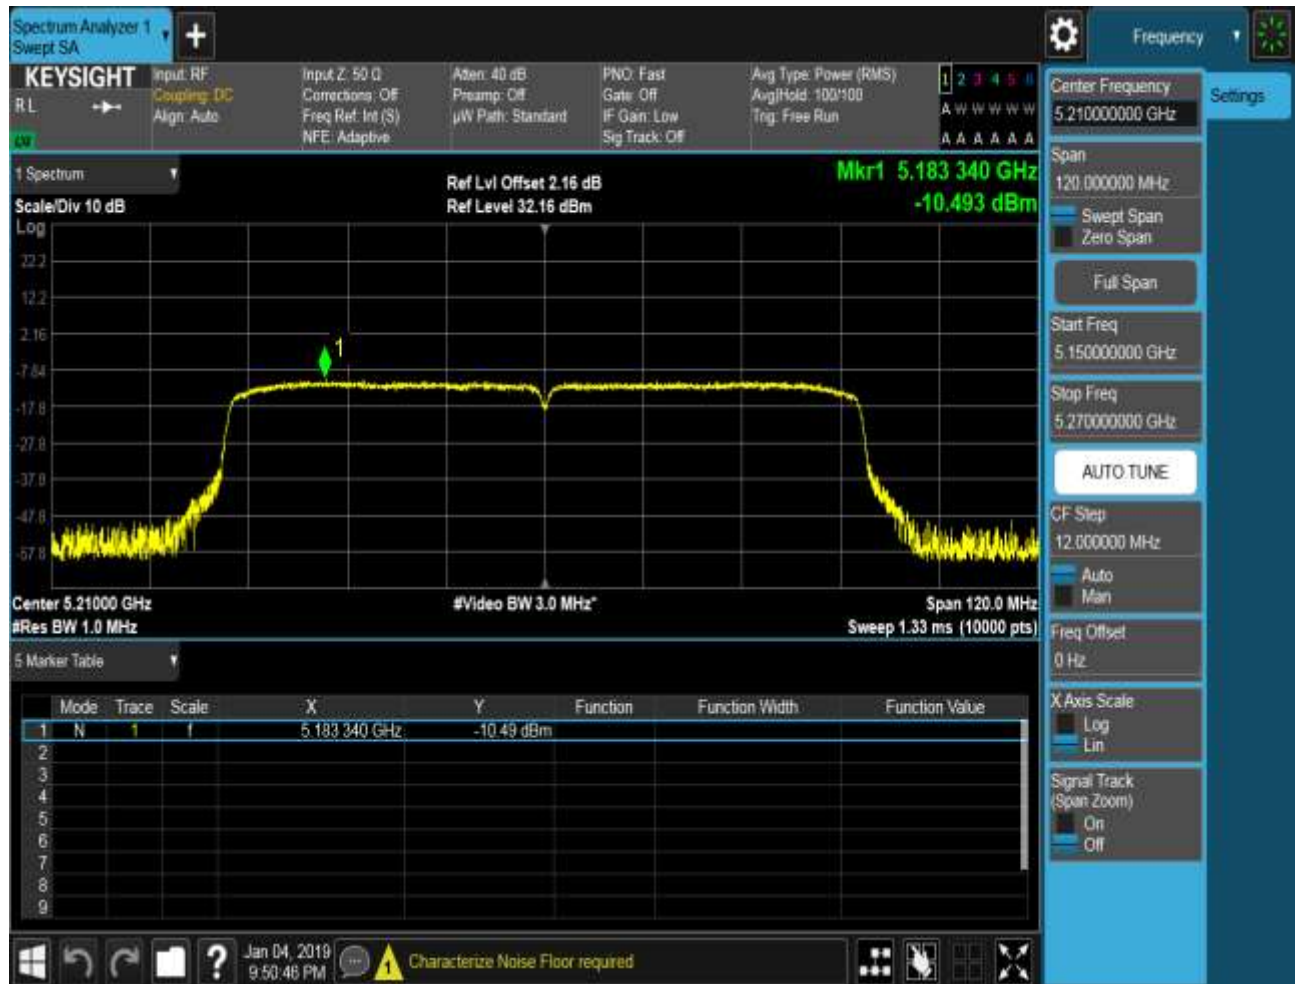 Spectrum Analyzer 1
Swept SA
Frequency
KEYSIGHT
RL
Input: RF
Coupling: DC
Align: Auto
Input Z: 50 Ω
Corrections: Off
Freq Ref: Int (S)
NFE: Adaptive
Atten: 40 dB
Preamp: Off
µW Path: Standard
PNO: Fast
Gate: Off
IF Gain: Low
Sig Track: Off
Avg Type: Power (RMS)
Avg|Hold: 100/100
Trig: Free Run
1 2 3 4 5 6
A W W W W W
A A A A A A
1 Spectrum
Scale/Div 10 dB
Ref Lvl Offset 2.16 dB
Ref Level 32.16 dBm
Mkr1 5.183 340 GHz
-10.493 dBm
Log
22.2
12.2
2.16
-7.84
-17.8
-27.8
-37.8
-47.8
-57.8
1
Center 5.21000 GHz
#Res BW 1.0 MHz
#Video BW 3.0 MHz*
Span 120.0 MHz
Sweep 1.33 ms (10000 pts)
5 Marker Table
Mode Trace Scale X Y Function Function Width Function Value
1 N 1 f 5.183 340 GHz -10.49 dBm
2
3
4
5
6
7
8
9
Jan 04, 2019
9:50:46 PM
1
Characterize Noise Floor required
Center Frequency
5.210000000 GHz
Settings
Span
120.000000 MHz
Swept Span
Zero Span
Full Span
Start Freq
5.150000000 GHz
Stop Freq
5.270000000 GHz
AUTO TUNE
CF Step
12.000000 MHz
Auto
Man
Freq Offset
0 Hz
X Axis Scale
Log
Lin
Signal Track
(Span Zoom)
On
Off